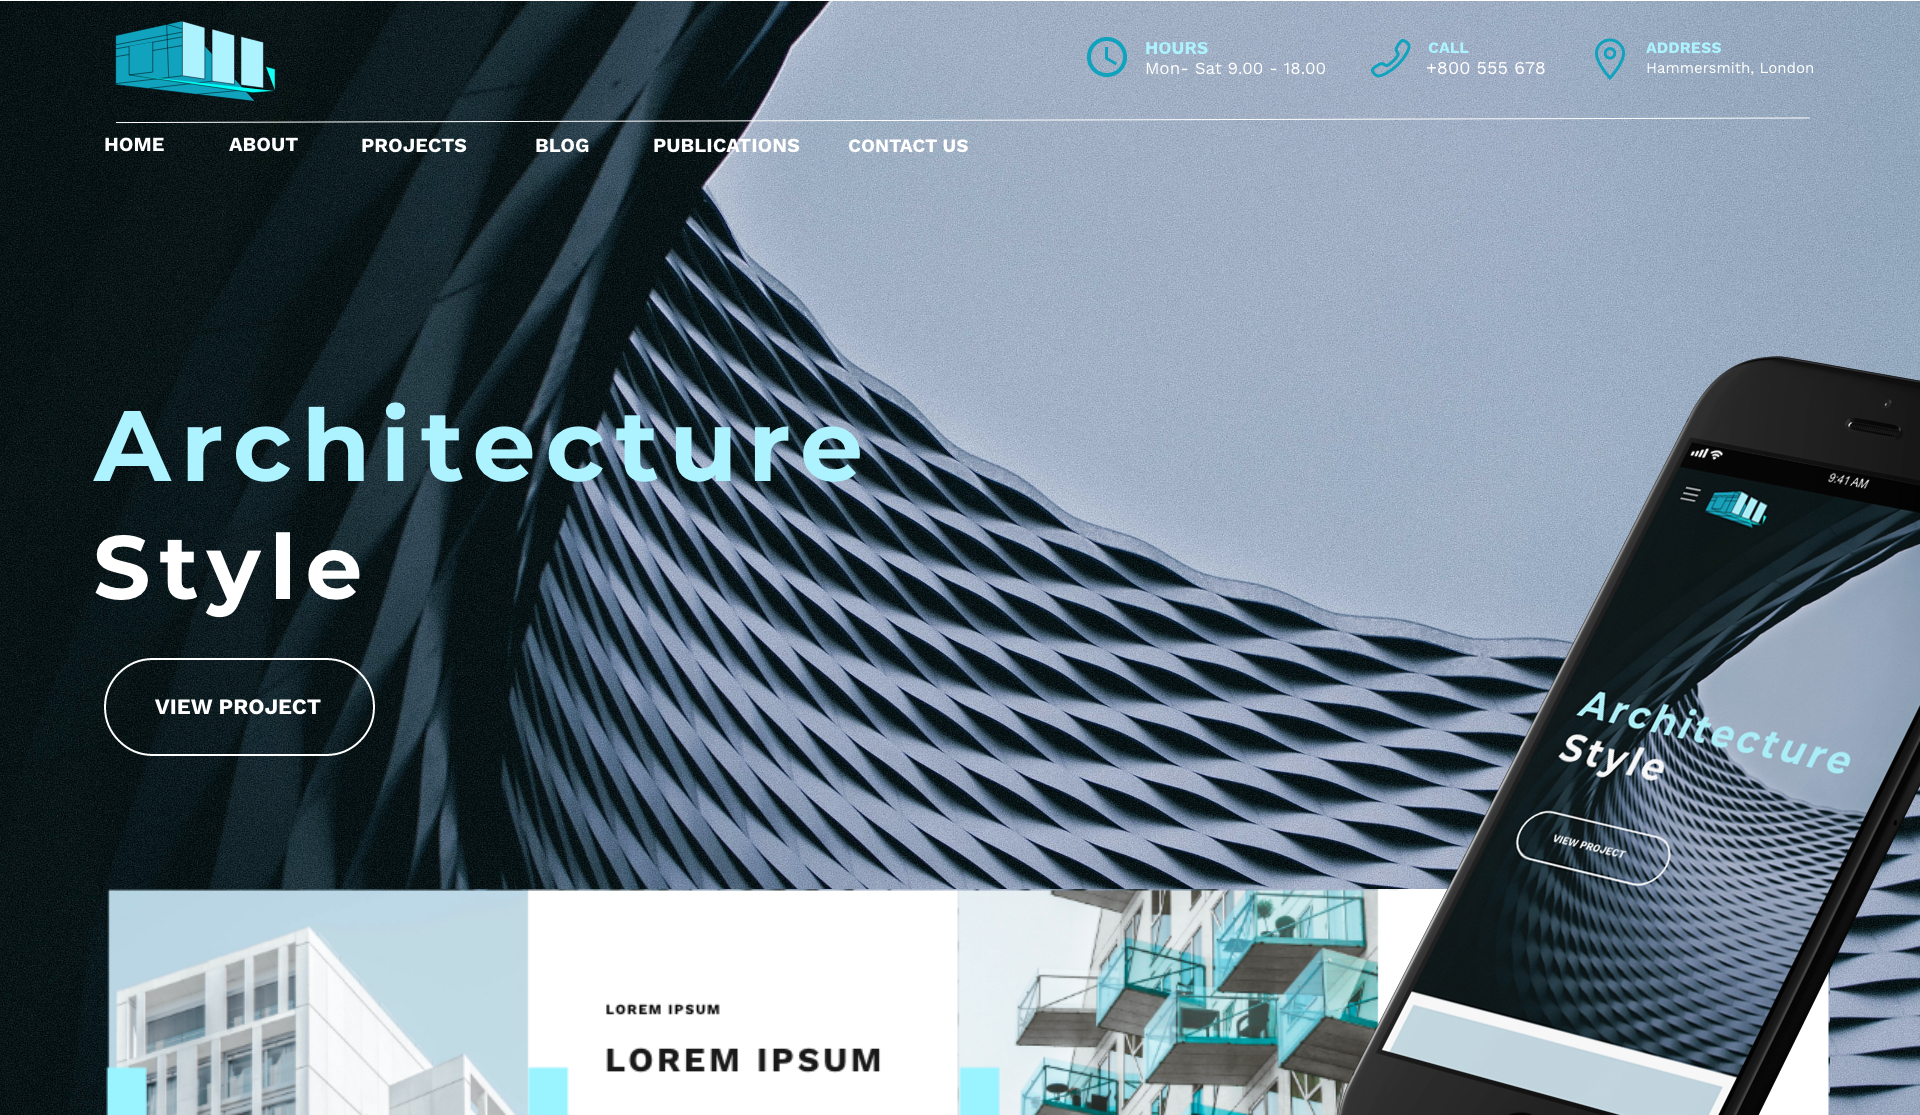 HOURS
Mon- Sat 9.00 - 18.00
CALL
+800 555 678
ADDRESS
Hammersmith, London
HOME
ABOUT
PROJECTS
BLOG
PUBLICATIONS
CONTACT US
Architecture
Style
VIEW PROJECT
9:41 AM
Architecture
Style
VIEW PROJECT
LOREM IPSUM
LOREM IPSUM